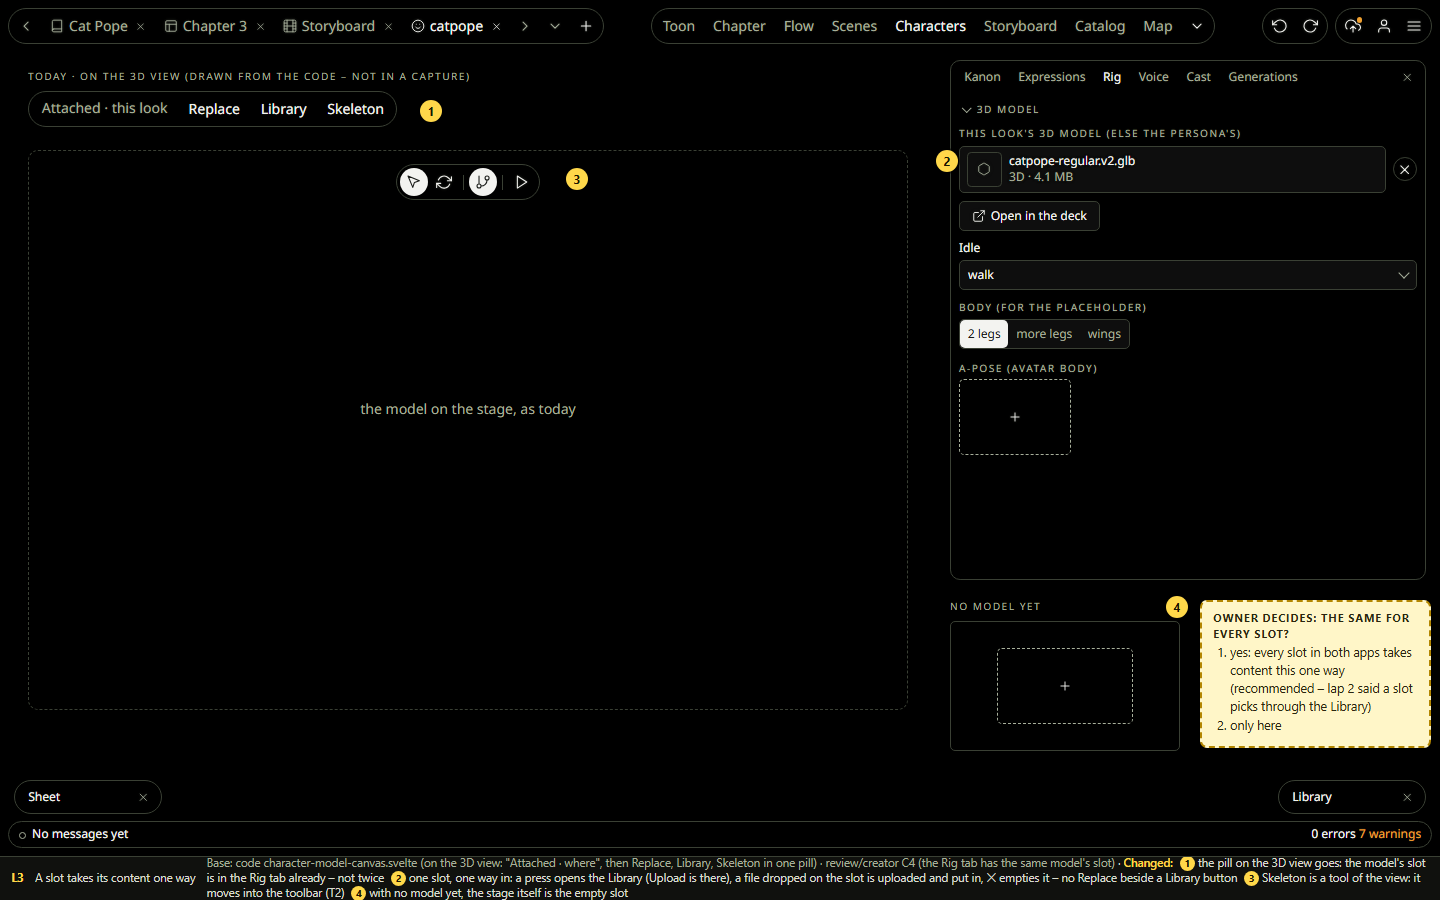 Cat Pope Chapter 3 Storyboard catpope
Toon Chapter Flow Scenes Characters Storyboard Catalog Map
TODAY · ON THE 3D VIEW (DRAWN FROM THE CODE – NOT IN A CAPTURE)
Attached · this look Replace Library Skeleton 1
3
the model on the stage, as today
Kanon Expressions Rig Voice Cast Generations
3D MODEL
THIS LOOK'S 3D MODEL (ELSE THE PERSONA'S)
2
catpope-regular.v2.glb
3D · 4.1 MB
Open in the deck
Idle
walk
BODY (FOR THE PLACEHOLDER)
2 legs more legs wings
A-POSE (AVATAR BODY)
+
NO MODEL YET 4
+
OWNER DECIDES: THE SAME FOR
EVERY SLOT?
1. yes: every slot in both apps takes
content this one way
(recommended – lap 2 said a slot
picks through the Library)
2. only here
Sheet
Library
No messages yet
0 errors 7 warnings
L3 A slot takes its content one way
Base: code character-model-canvas.svelte (on the 3D view: "Attached · where", then Replace, Library, Skeleton in one pill) · review/creator C4 (the Rig tab has the same model's slot) · Changed: 1 the pill on the 3D view goes: the model's slot
is in the Rig tab already – not twice 2 one slot, one way in: a press opens the Library (Upload is there), a file dropped on the slot is uploaded and put in, ✕ empties it – no Replace beside a Library button 3 Skeleton is a tool of the view: it
moves into the toolbar (T2) 4 with no model yet, the stage itself is the empty slot